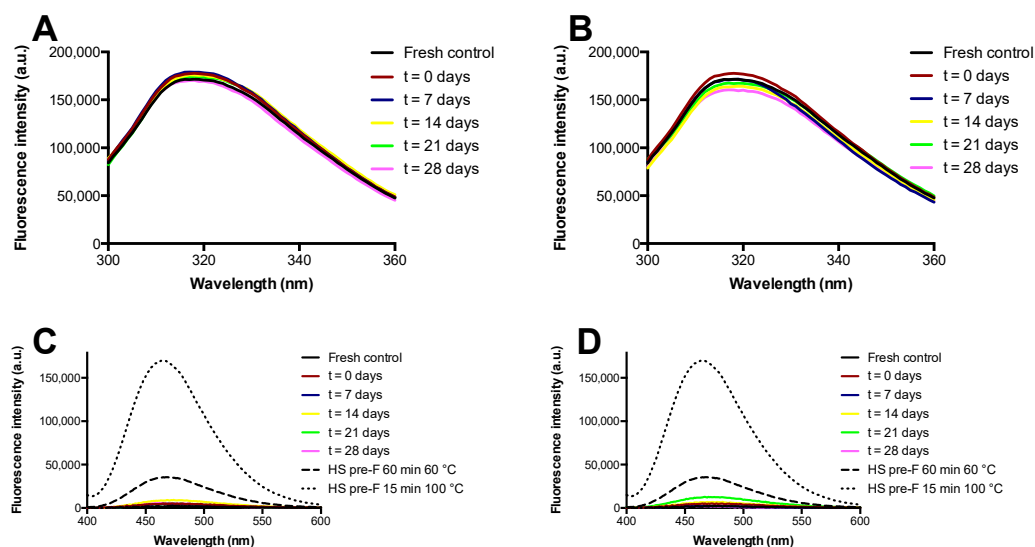 A
Fluorescence intensity (a.u.)
200,000
150,000
100,000
50,000
0
300
320
340
360
Wavelength (nm)
Fresh control
t = 0 days
t = 7 days
t = 14 days
t = 21 days
t = 28 days
B
Fluorescence intensity (a.u.)
200,000
150,000
100,000
50,000
0
300
320
340
360
Wavelength (nm)
Fresh control
t = 0 days
t = 7 days
t = 14 days
t = 21 days
t = 28 days
C
Fluorescence intensity (a.u.)
150,000
100,000
50,000
0
400
450
500
550
600
Wavelength (nm)
Fresh control
t = 0 days
t = 7 days
t = 14 days
t = 21 days
t = 28 days
HS pre-F 60 min 60 °C
HS pre-F 15 min 100 °C
D
Fluorescence intensity (a.u.)
150,000
100,000
50,000
0
400
450
500
550
600
Wavelength (nm)
Fresh control
t = 0 days
t = 7 days
t = 14 days
t = 21 days
t = 28 days
HS pre-F 60 min 60 °C
HS pre-F 15 min 100 °C